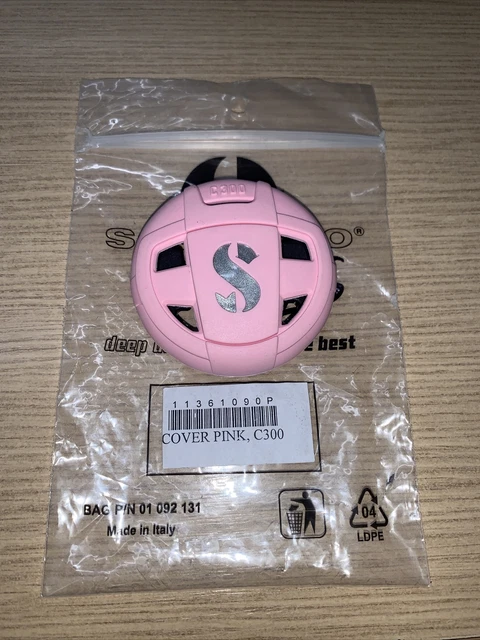 C300
S
deep best
11361090P
COVER PINK, C300
BAG P/N 01 092 131
Made in Italy
04
LDPE